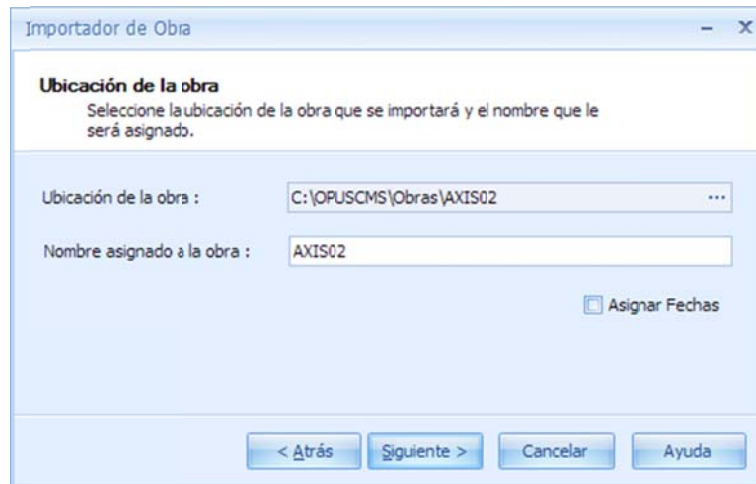 Importador de Obra
Ubicación de la obra
Seleccione la ubicación de la obra que se importará y el nombre que le
será asignado.
Ubicación de la obra :
C:\OPUSCMS\Obras\AXIS02
...
Nombre asignado a la obra :
AXIS02
Asignar Fechas
< Atrás
Siguiente >
Cancelar
Ayuda